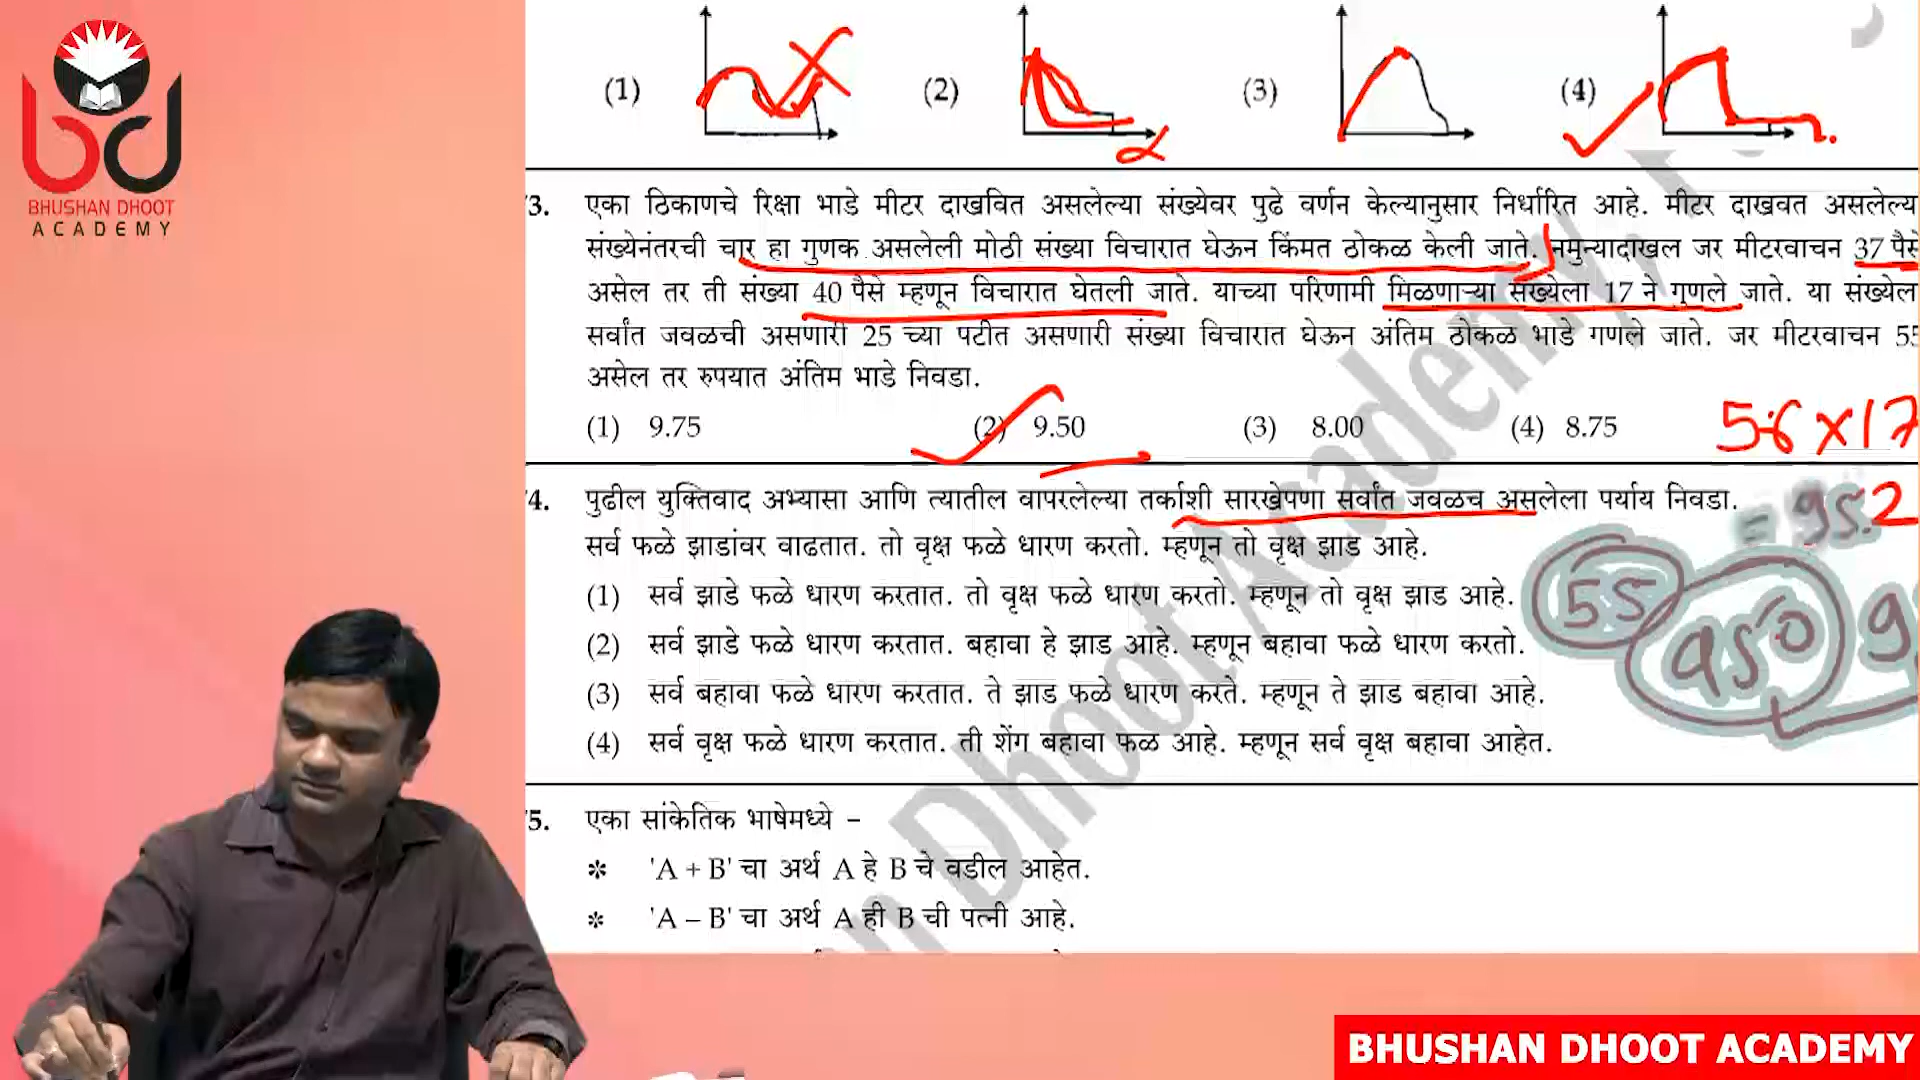 BHUSHAN DHOOT
ACADEMY
(1)
(2)
(3)
(4)
3. एका ठिकाणचे रिक्षा भाडे मीटर दाखवित असलेल्या संख्येवर पुढे वर्णन केल्यानुसार निर्धारित आहे. मीटर दाखवत असलेल्य
संख्येनंतरची चार हा गुणक असलेली मोठी संख्या विचारात घेऊन किंमत ठोकळ केली जाते. नमुन्यादाखल जर मीटरवाचन 37 पैसे
असेल तर ती संख्या 40 पैसे म्हणून विचारात घेतली जाते. याच्या परिणामी मिळणाऱ्या संख्येला 17 ने गुणले जाते. या संख्येल
सर्वांत जवळची असणारी 25 च्या पटीत असणारी संख्या विचारात घेऊन अंतिम ठोकळ भाडे गणले जाते. जर मीटरवाचन 55
असेल तर रुपयात अंतिम भाडे निवडा.
(1) 9.75 (2) 9.50 (3) 8.00 (4) 8.75
5.6 x 17
= 95.2
4. पुढील युक्तिवाद अभ्यासा आणि त्यातील वापरलेल्या तर्काशी सारखेपणा सर्वांत जवळच असलेला पर्याय निवडा.
सर्व फळे झाडांवर वाढतात. तो वृक्ष फळे धारण करतो. म्हणून तो वृक्ष झाड आहे.
(1) सर्व झाडे फळे धारण करतात. तो वृक्ष फळे धारण करतो. म्हणून तो वृक्ष झाड आहे.
(2) सर्व झाडे फळे धारण करतात. बहावा हे झाड आहे. म्हणून बहावा फळे धारण करतो.
(3) सर्व बहावा फळे धारण करतात. ते झाड फळे धारण करते. म्हणून ते झाड बहावा आहे.
(4) सर्व वृक्ष फळे धारण करतात. ती शेंग बहावा फळ आहे. म्हणून सर्व वृक्ष बहावा आहेत.
55
950
5. एका सांकेतिक भाषेमध्ये –
* 'A + B' चा अर्थ A हे B चे वडील आहेत.
* 'A – B' चा अर्थ A ही B ची पत्नी आहे.
BHUSHAN DHOOT ACADEMY